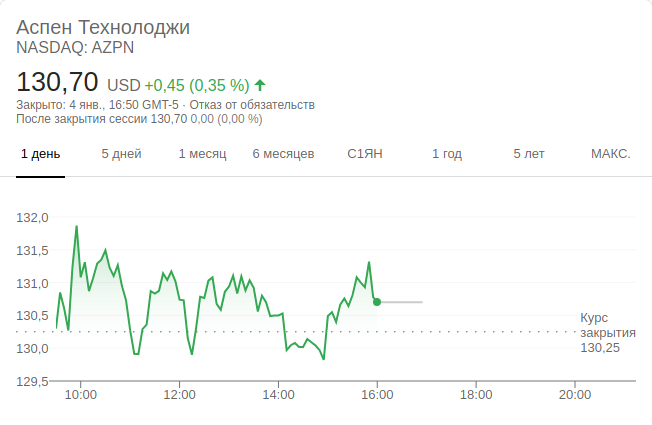 Аспен Технолоджи
NASDAQ: AZPN
130,70 USD +0,45 (0,35 %)
Закрыто: 4 янв., 16:50 GMT-5 · Отказ от обязательств
После закрытия сессии 130,70 0,00 (0,00 %)
1 день 5 дней 1 месяц 6 месяцев С1ЯН 1 год 5 лет МАКС.
132,0
131,5
131,0
130,5
130,0
129,5
Курс
закрытия
130,25
10:00 12:00 14:00 16:00 18:00 20:00